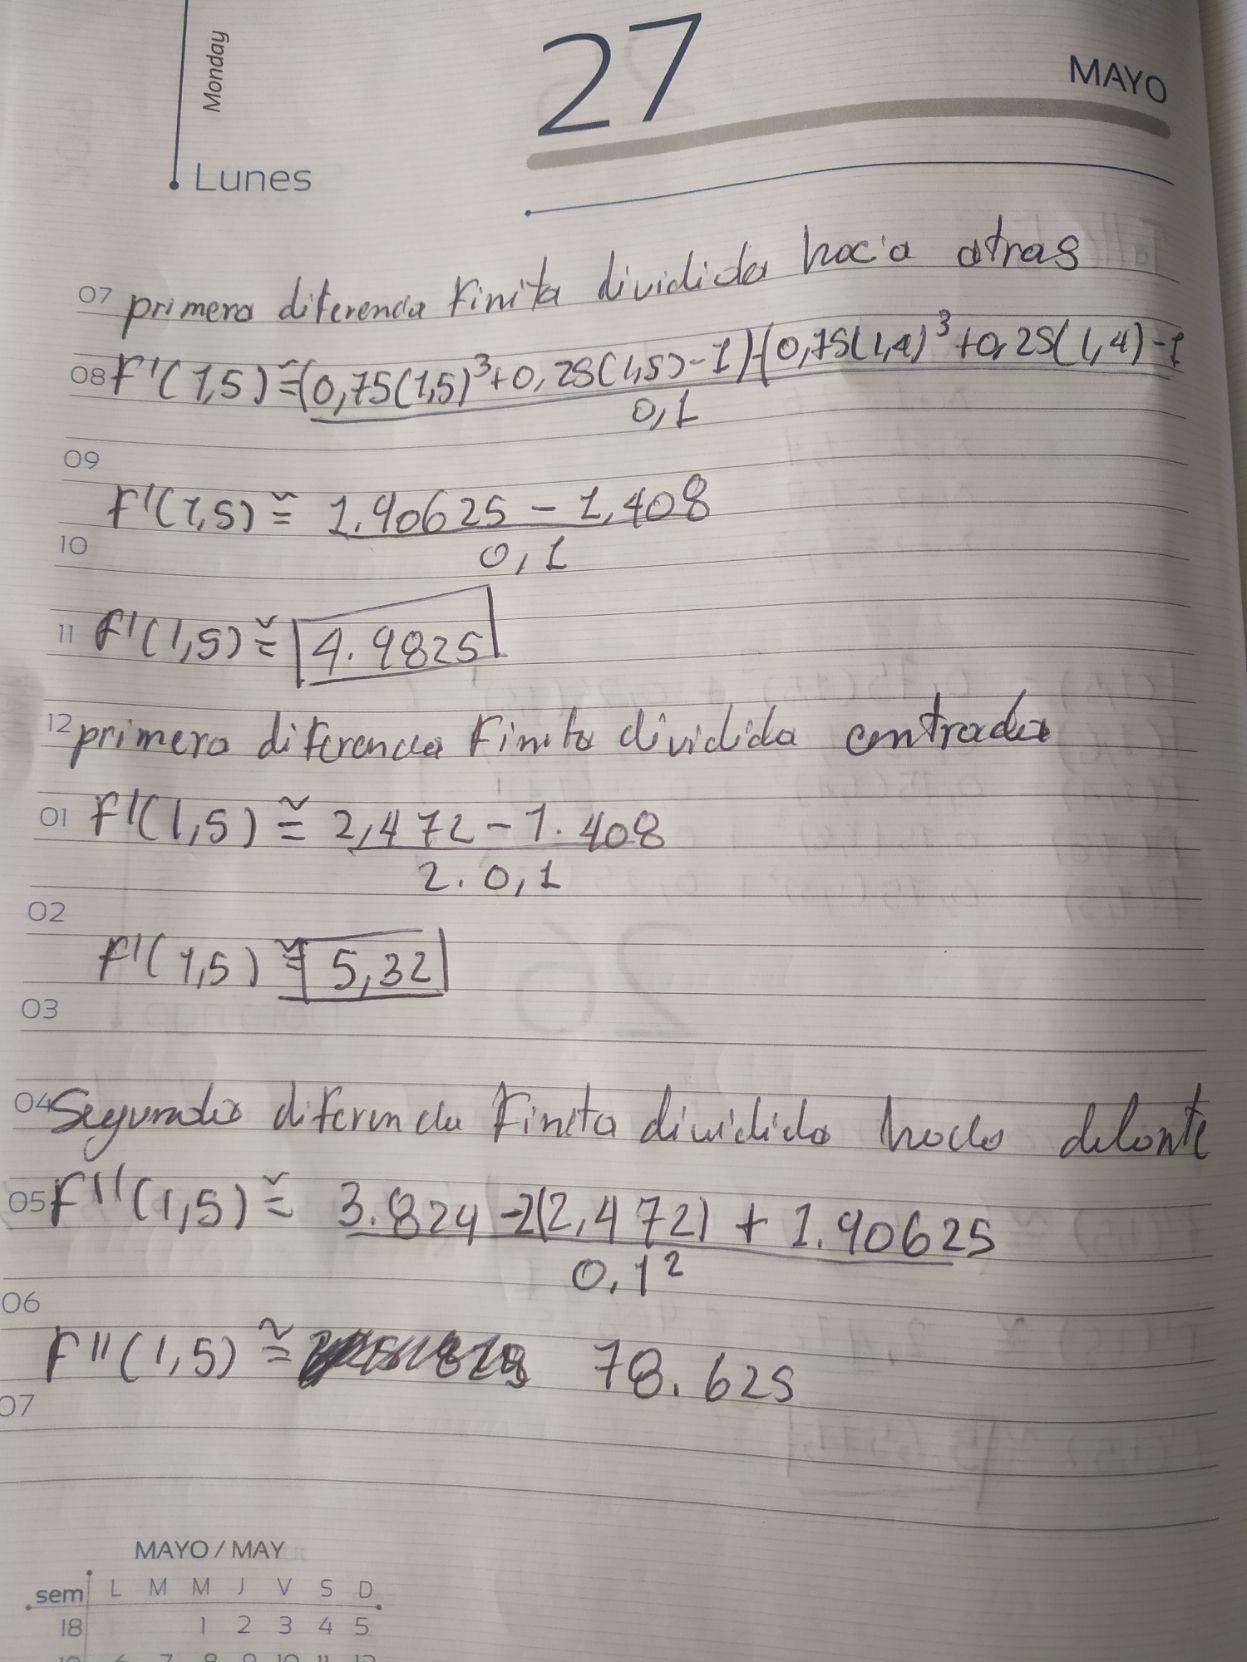 Monday
Lunes
27
MAYO
07 primera diferencia Finita dividida hacia atras
08 F'(1,5) ≅ (0,75(1,5)³+0,25(1,5)-1)-(0,75(1,4)³+0,25(1,4)-1
0,1
09
F'(1,5) ≅ 1.90625 - 1,408
10
0,1
11 F'(1,5) ≅ 4.9825
12 primera diferencia Finita dividida centrada
01 F'(1,5) ≅ 2,472 - 1.408
2. 0,1
02
F'(1,5) ≅ 5,32
03
04 Segunda diferencia Finita dividida hacia delante
05 F''(1,5) ≅ 3.824 -2(2,472) + 1.90625
0.1²
06
F''(1,5) ≅ 78.625
07
MAYO / MAY
sem L M M J V S D
18 1 2 3 4 5